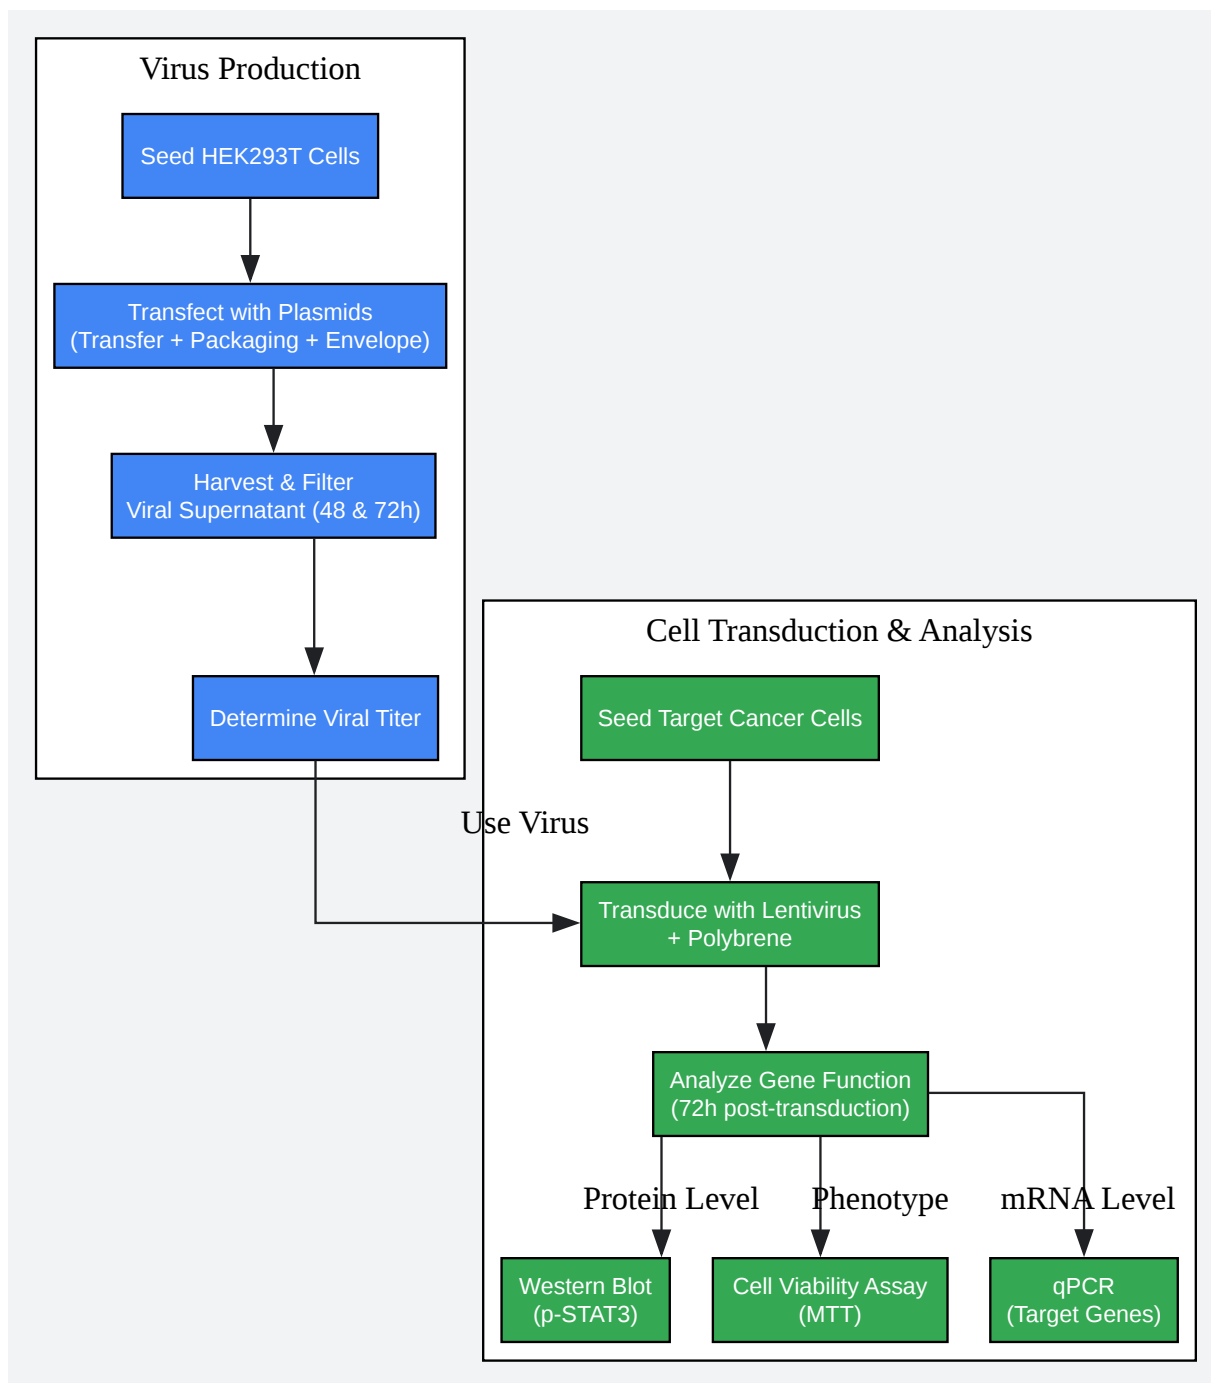 Virus Production
Seed HEK293T Cells
Transfect with Plasmids
(Transfer + Packaging + Envelope)
Harvest & Filter
Viral Supernatant (48 & 72h)
Determine Viral Titer
Cell Transduction & Analysis
Seed Target Cancer Cells
Use Virus
Transduce with Lentivirus
+ Polybrene
Analyze Gene Function
(72h post-transduction)
Protein Level
Phenotype
mRNA Level
Western Blot
(p-STAT3)
Cell Viability Assay
(MTT)
qPCR
(Target Genes)